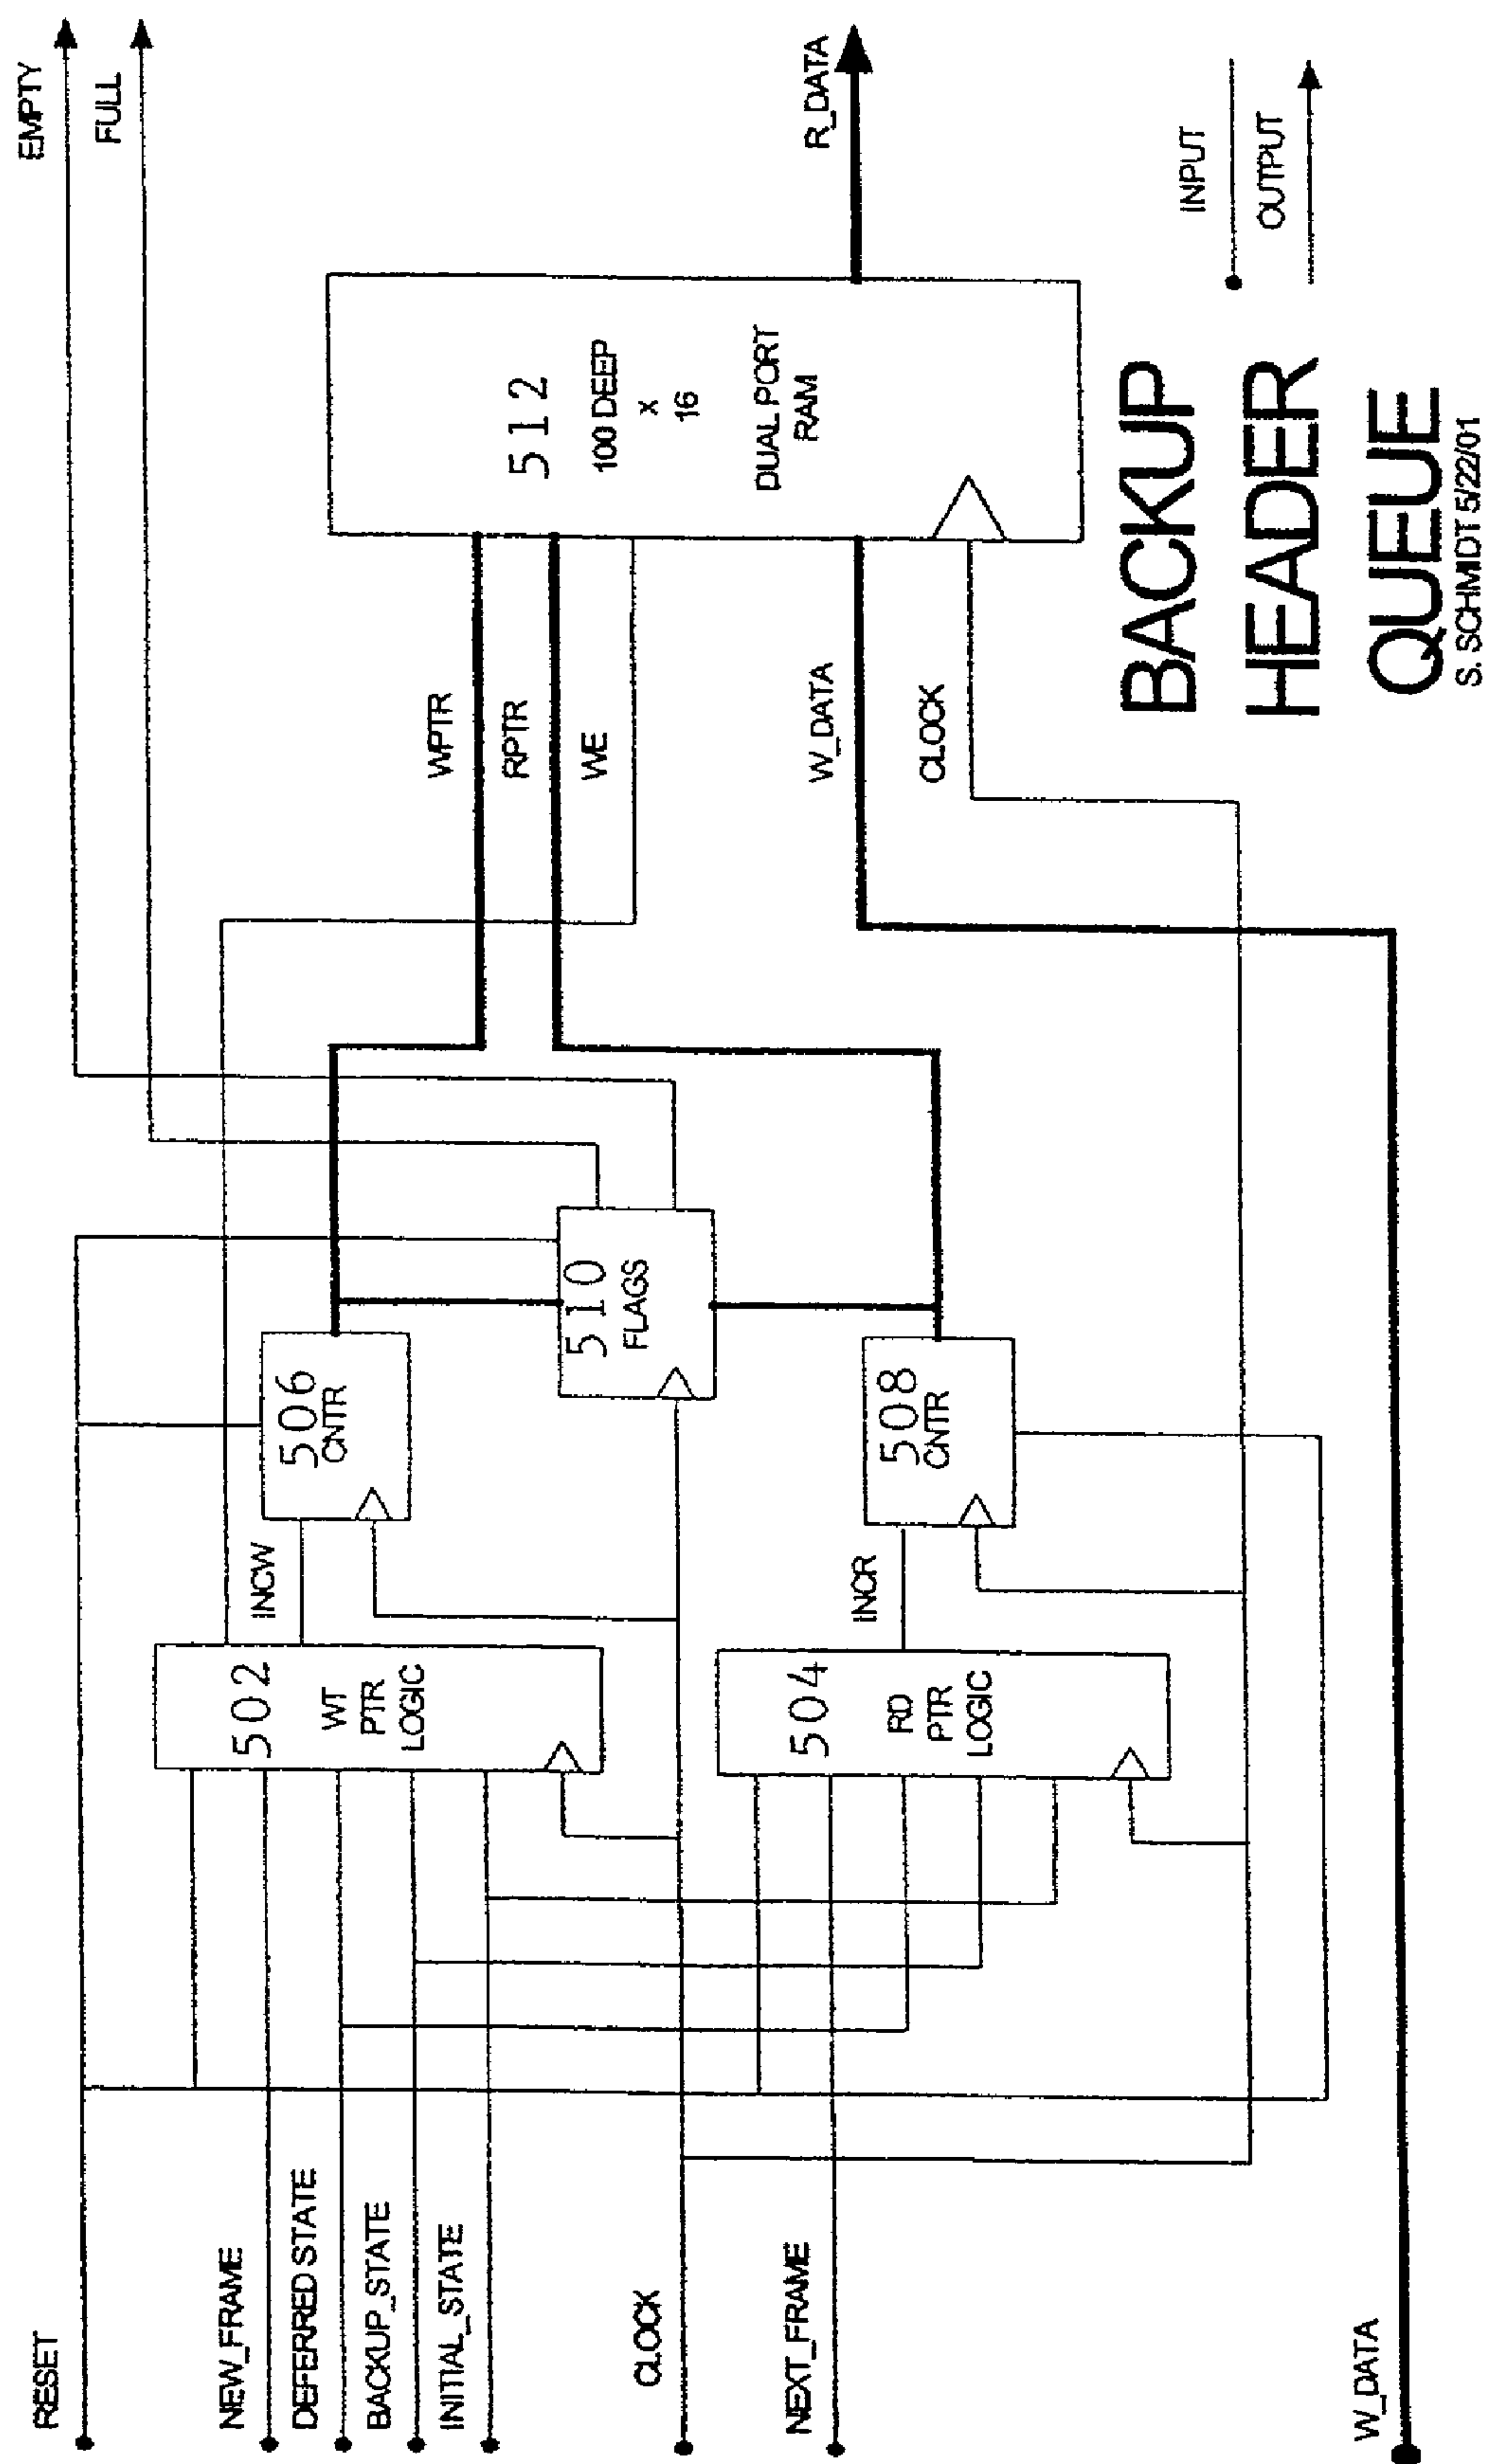 RESET
NEW_FRAME
DEFERRED STATE
BACKUP_STATE
INITIAL_STATE
CLOCK
NEXT_FRAME
W_DATA
502
WT
PTR
LOGIC
504
RD
PTR
LOGIC
INCW
INCR
506
CNTR
510
FLAGS
508
CNTR
WPTR
RPTR
WE
W_DATA
CLOCK
512
100 DEEP
x
16
DUAL PORT
RAM
EMPTY
FULL
R_DATA
INPUT
OUTPUT
BACKUP
HEADER
QUEUE
S. SCHMIDT 5/22/01